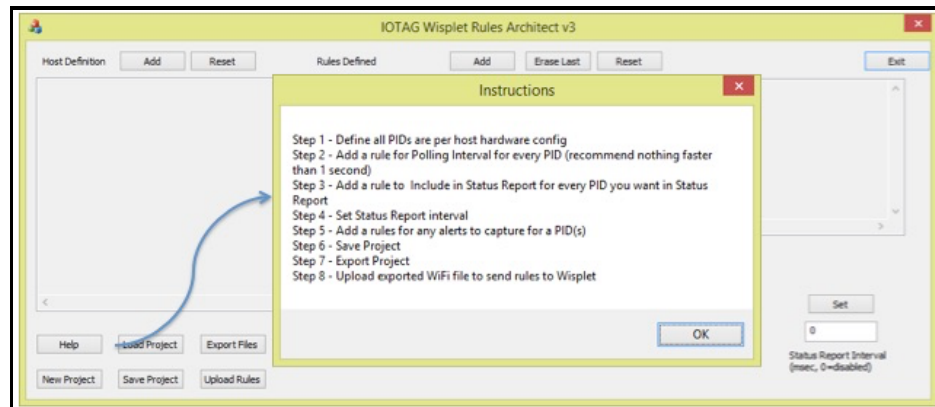 IOTAG Wisplet Rules Architect v3
Host Definition
Add
Reset
Rules Defined
Add
Erase Last
Reset
Exit
Instructions
Step 1 - Define all PIDs are per host hardware config
Step 2 - Add a rule for Polling Interval for every PID (recommend nothing faster
than 1 second)
Step 3 - Add a rule to Include in Status Report for every PID you want in Status
Report
Step 4 - Set Status Report interval
Step 5 - Add a rules for any alerts to capture for a PID(s)
Step 6 - Save Project
Step 7 - Export Project
Step 8 - Upload exported WiFi file to send rules to Wisplet
OK
Set
0
Status Report Interval
(msec, 0=disabled)
Help
Load Project
Export Files
New Project
Save Project
Upload Rules